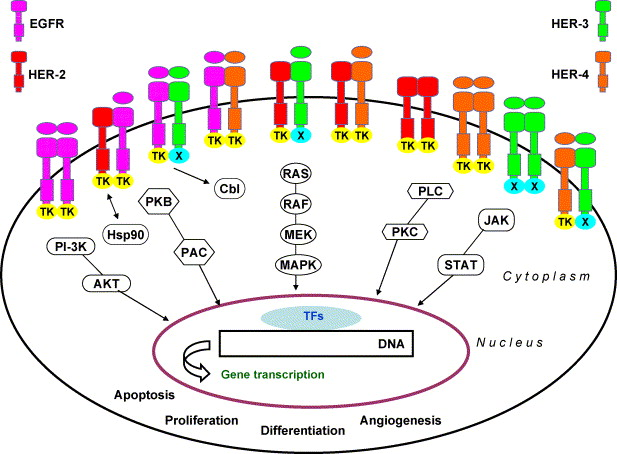 EGFR
HER-2
HER-3
HER-4
TK TK
TK TK
TK X
TK TK
TK X
TK TK
TK TK
TK TK
X X
TK X
Cbl
Hsp90
PI-3K
AKT
PKB
PAC
RAS
RAF
MEK
MAPK
PLC
PKC
JAK
STAT
Cytoplasm
TFs
DNA
Nucleus
Gene transcription
Apoptosis
Proliferation
Differentiation
Angiogenesis